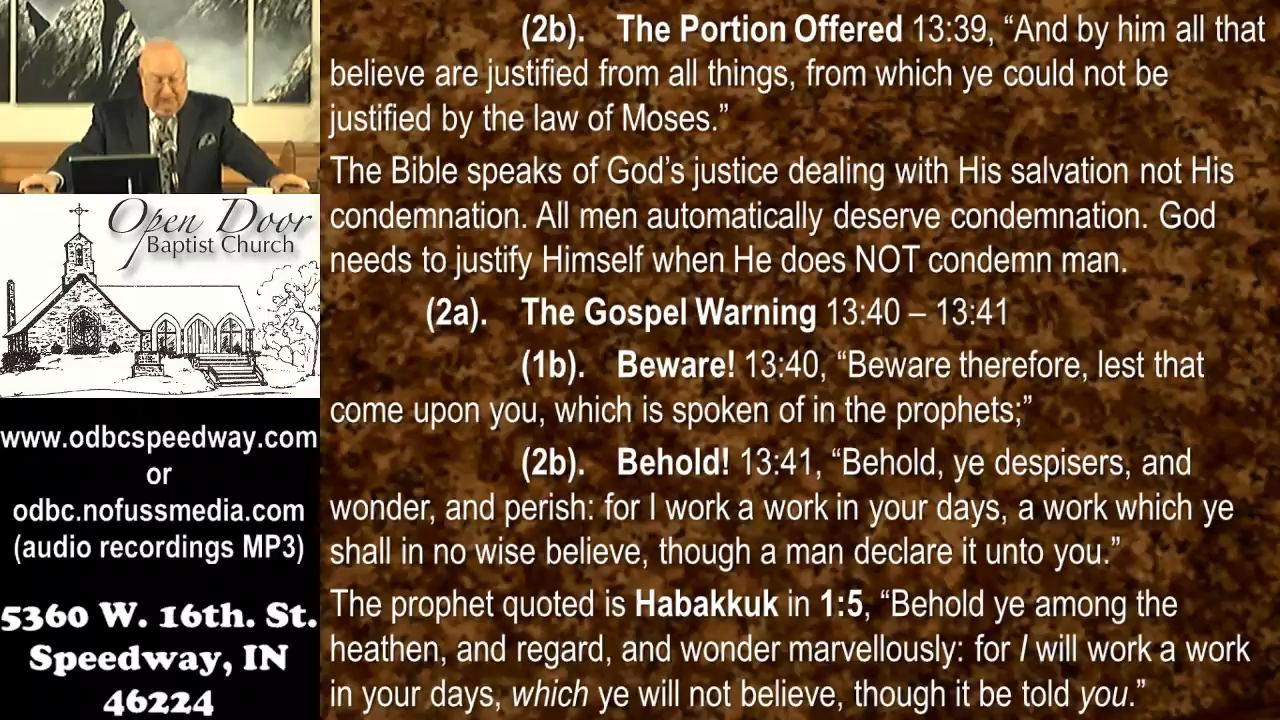 Open Door
Baptist Church
www.odbcspeedway.com
or
odbc.nofussmedia.com
(audio recordings MP3)
5360 W. 16th. St.
Speedway, IN
46224
(2b). The Portion Offered 13:39, “And by him all that
believe are justified from all things, from which ye could not be
justified by the law of Moses.”
The Bible speaks of God’s justice dealing with His salvation not His
condemnation. All men automatically deserve condemnation. God
needs to justify Himself when He does NOT condemn man.
(2a). The Gospel Warning 13:40 – 13:41
(1b). Beware! 13:40, “Beware therefore, lest that
come upon you, which is spoken of in the prophets;”
(2b). Behold! 13:41, “Behold, ye despisers, and
wonder, and perish: for I work a work in your days, a work which ye
shall in no wise believe, though a man declare it unto you.”
The prophet quoted is Habakkuk in 1:5, “Behold ye among the
heathen, and regard, and wonder marvellously: for I will work a work
in your days, which ye will not believe, though it be told you.”